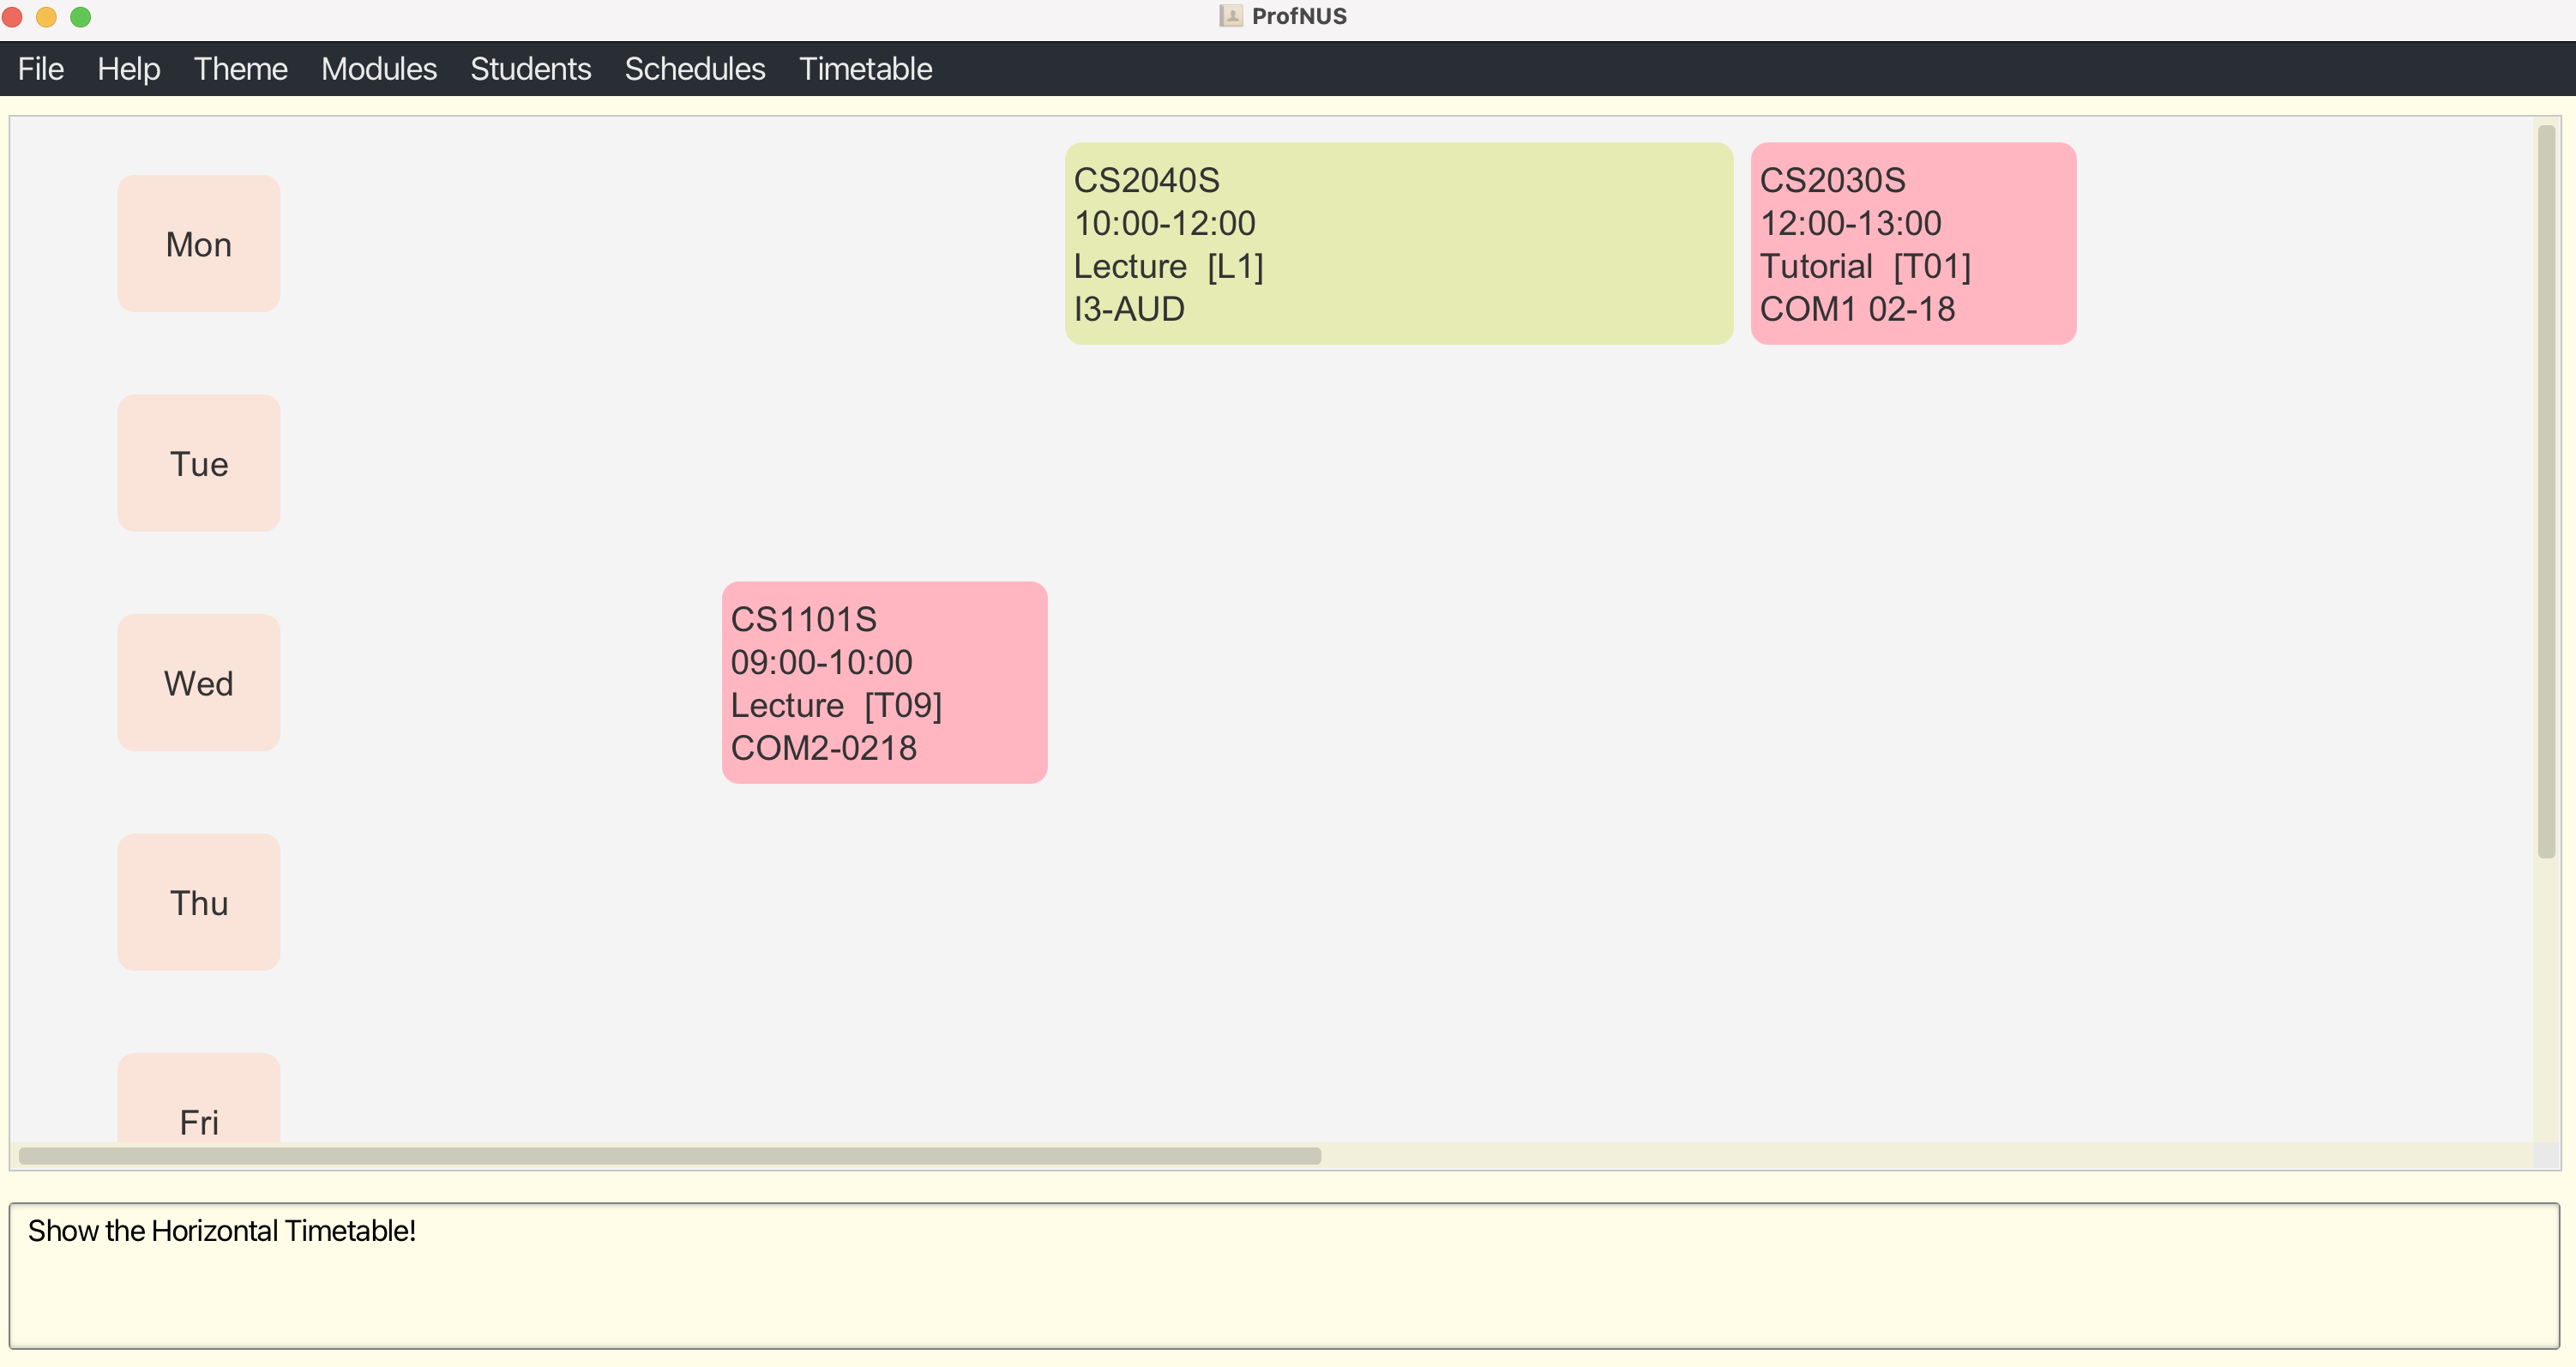 ProfNUS
File Help Theme Modules Students Schedules Timetable
Mon
CS2040S
10:00-12:00
Lecture [L1]
I3-AUD
CS2030S
12:00-13:00
Tutorial [T01]
COM1 02-18
Tue
Wed
CS1101S
09:00-10:00
Lecture [T09]
COM2-0218
Thu
Fri
Show the Horizontal Timetable!